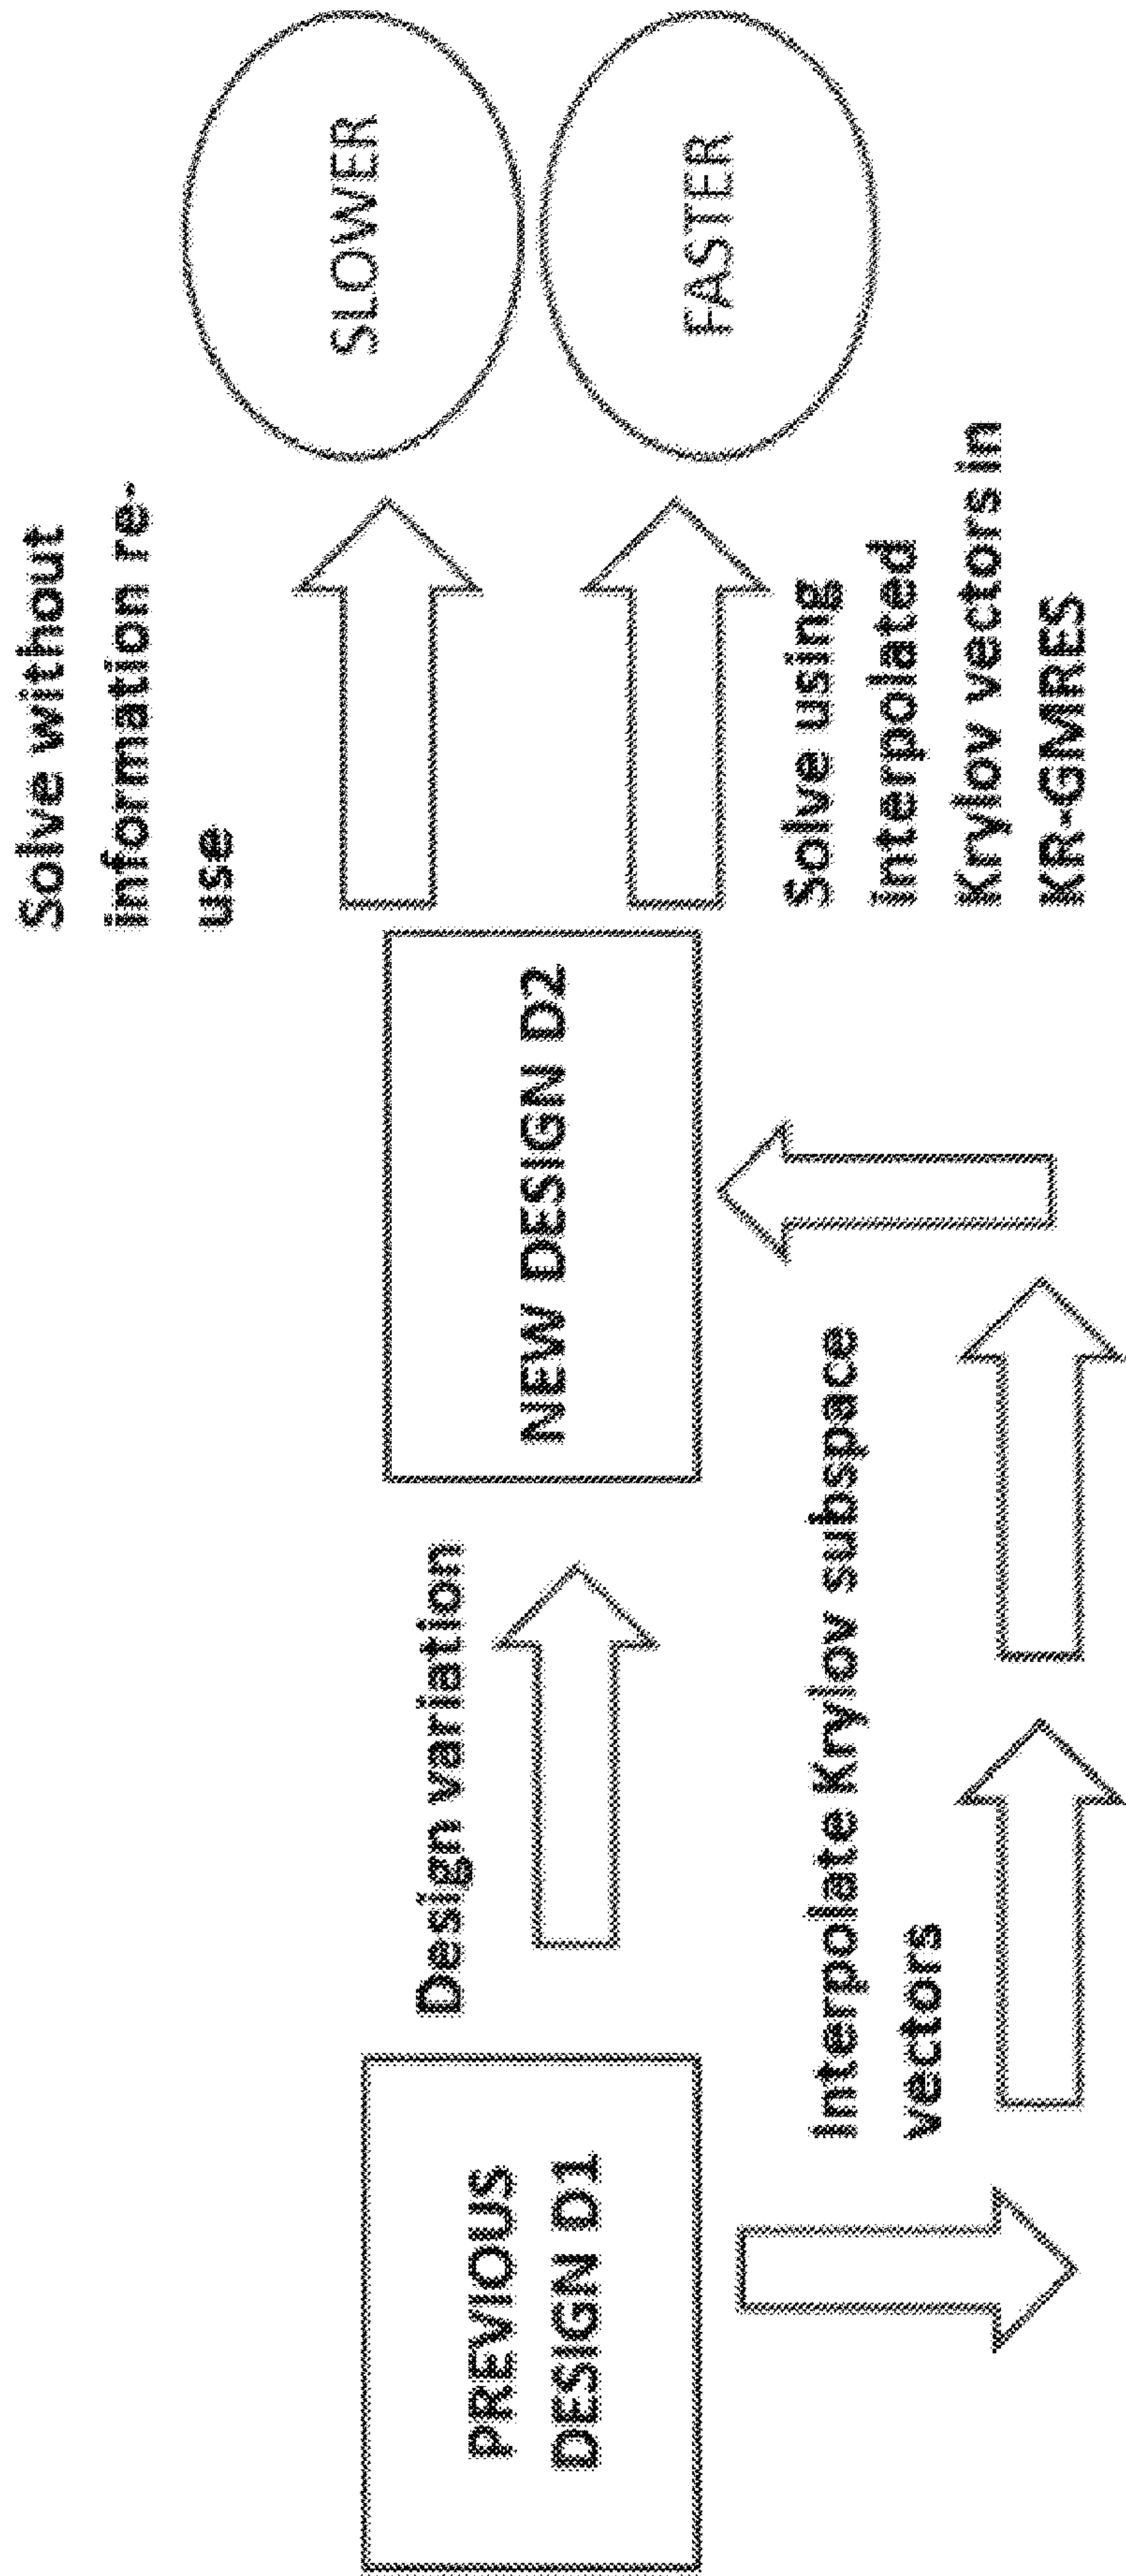 PREVIOUS
DESIGN D1
Design variation
Interpolate Krylov subspace
vectors
NEW DESIGN D2
Solve without
information re-
use
SLOWER
Solve using
interpolated
Krylov vectors in
KR-GMRES
FASTER